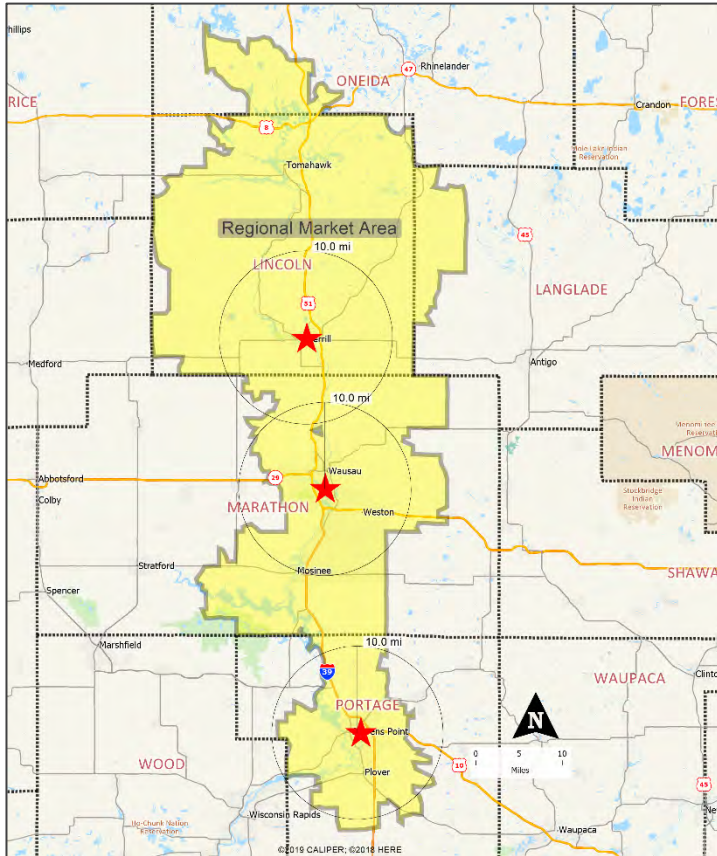 hillips
47
Rhinelander
ONEIDA
RICE
FORES
Crandon
8
Mole Lake Indian
Reservation
Tomahawk
Regional Market Area
45
10.0 mi
LINCOLN
LANGLADE
51
errill
Medford
Antigo
10.0 mi
Menominee
Reserva
MENOM
Wausau
29
Abbotsford
Colby
Stockbridge
Indian
Reservation
MARATHON
Weston
Stratford
Mosinee
SHAWA
Spencer
10.0 mi
Marshfield
39
WAUPACA
Clinto
PORTAGE
N
ens Point
0 5 10
Miles
10
WOOD
Plover
45
Wisconsin Rapids
Ne
Ho-Chunk Nation
Reservation
Waupaca
©2019 CALIPER; ©2018 HERE